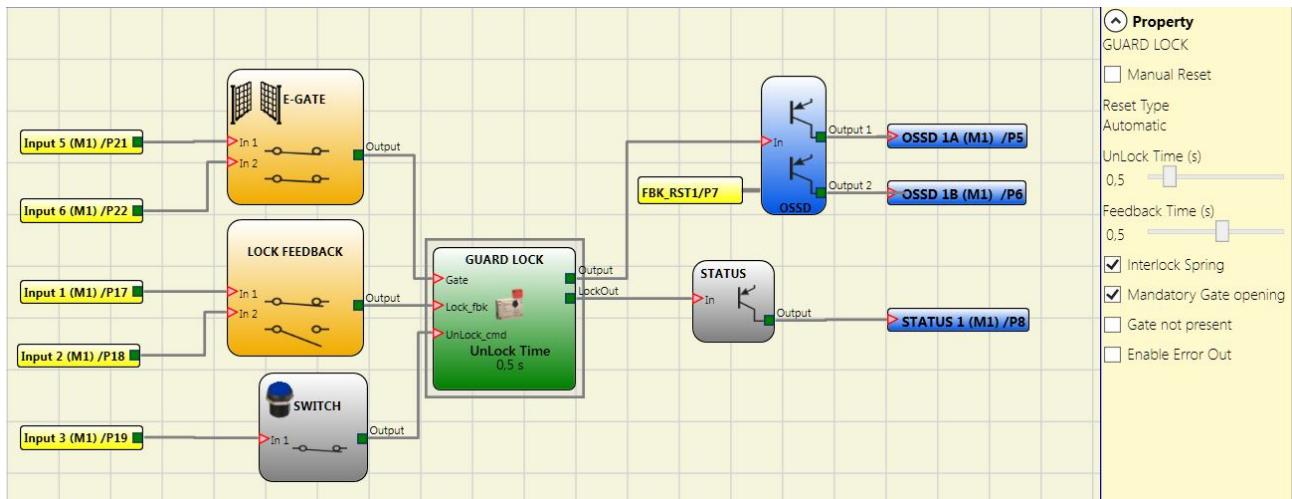 E-GATE
Input 5 (M1) /P21
In 1
In 2
Output
Input 6 (M1) /P22
LOCK FEEDBACK
Input 1 (M1) /P17
In 1
In 2
Output
Input 2 (M1) /P18
SWITCH
Input 3 (M1) /P19
In 1
Output
GUARD LOCK
Gate
Lock_fbk
UnLock_cmd
UnLock Time
0,5 s
Output
LockOut
FBK_RST1/P7
In
Output 1
Output 2
OSSD
OSSD 1A (M1) /P5
OSSD 1B (M1) /P6
STATUS
In
Output
STATUS 1 (M1) /P8
Property
GUARD LOCK
Manual Reset
Reset Type
Automatic
UnLock Time (s)
0,5
Feedback Time (s)
0,5
Interlock Spring
Mandatory Gate opening
Gate not present
Enable Error Out